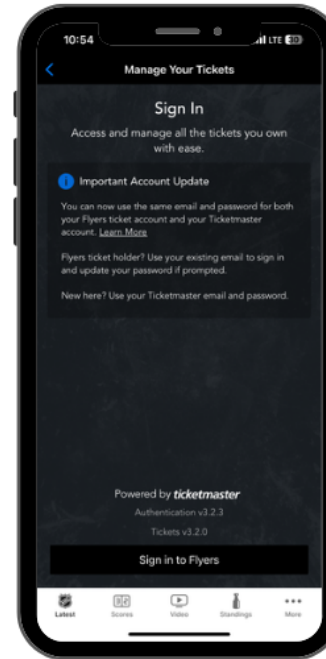 10:54
LTE 30
Manage Your Tickets
Sign In
Access and manage all the tickets you own
with ease.
Important Account Update
You can now use the same email and password for both
your Flyers ticket account and your Ticketmaster
account. Learn More
Flyers ticket holder? Use your existing email to sign in
and update your password if prompted.
New here? Use your Ticketmaster email and password.
Powered by ticketmaster
Authentication v3.2.3
Tickets v3.2.0
Sign in to Flyers
Latest Scores Video Standings More